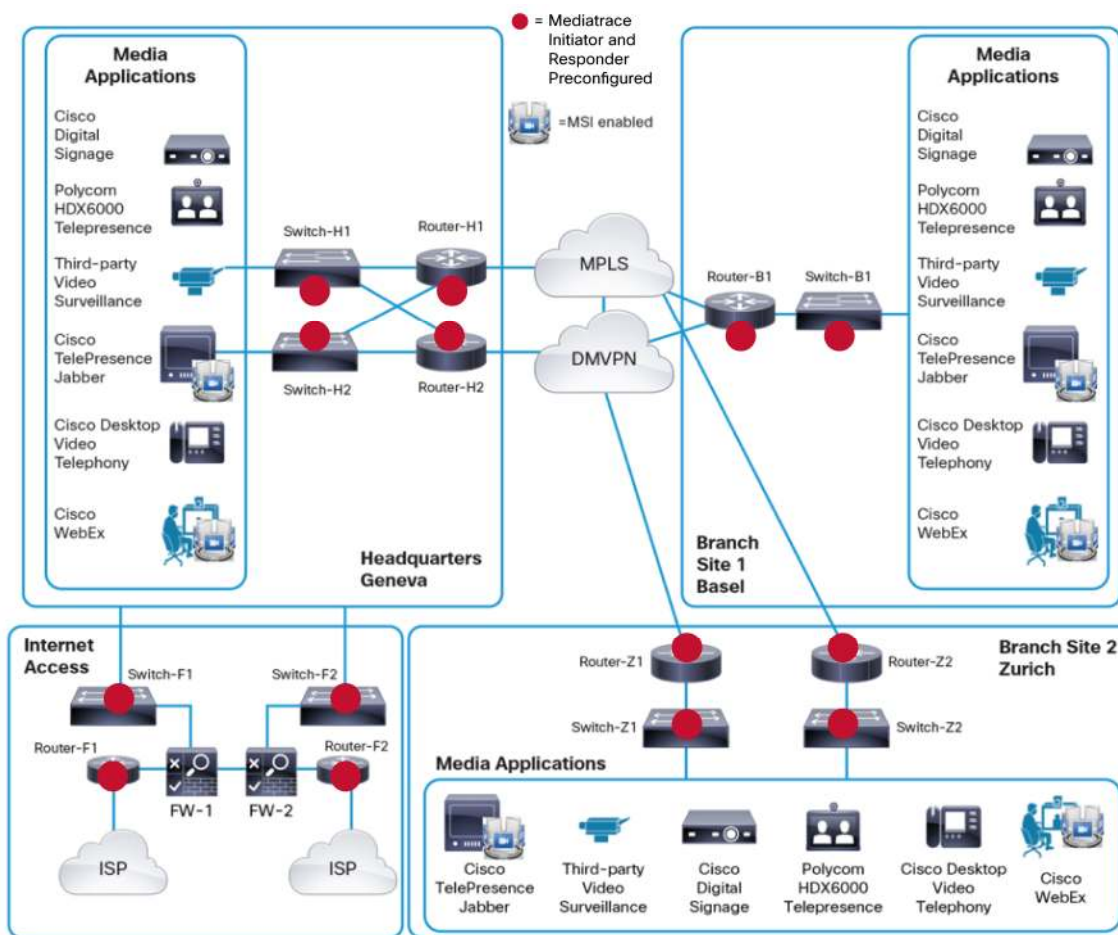 = Mediatrace
Initiator and
Responder
Preconfigured
=MSI enabled
Media
Applications
Cisco
Digital
Signage
Polycom
HDX6000
Telepresence
Third-party
Video
Surveillance
Cisco
TelePresence
Jabber
Cisco Desktop
Video
Telephony
Cisco
WebEx
Switch-H1
Router-H1
Switch-H2
Router-H2
Headquarters
Geneva
MPLS
DMVPN
Router-B1
Switch-B1
Branch
Site 1
Basel
Media
Applications
Cisco
Digital
Signage
Polycom
HDX6000
Telepresence
Third-party
Video
Surveillance
Cisco
TelePresence
Jabber
Cisco Desktop
Video
Telephony
Cisco
WebEx
Internet
Access
Switch-F1
Switch-F2
Router-F1
Router-F2
FW-1
FW-2
ISP
ISP
Branch Site 2
Zurich
Router-Z1
Router-Z2
Switch-Z1
Switch-Z2
Media Applications
Cisco
TelePresence
Jabber
Third-party
Video
Surveillance
Cisco
Digital
Signage
Polycom
HDX6000
Telepresence
Cisco Desktop
Video
Telephony
Cisco
WebEx